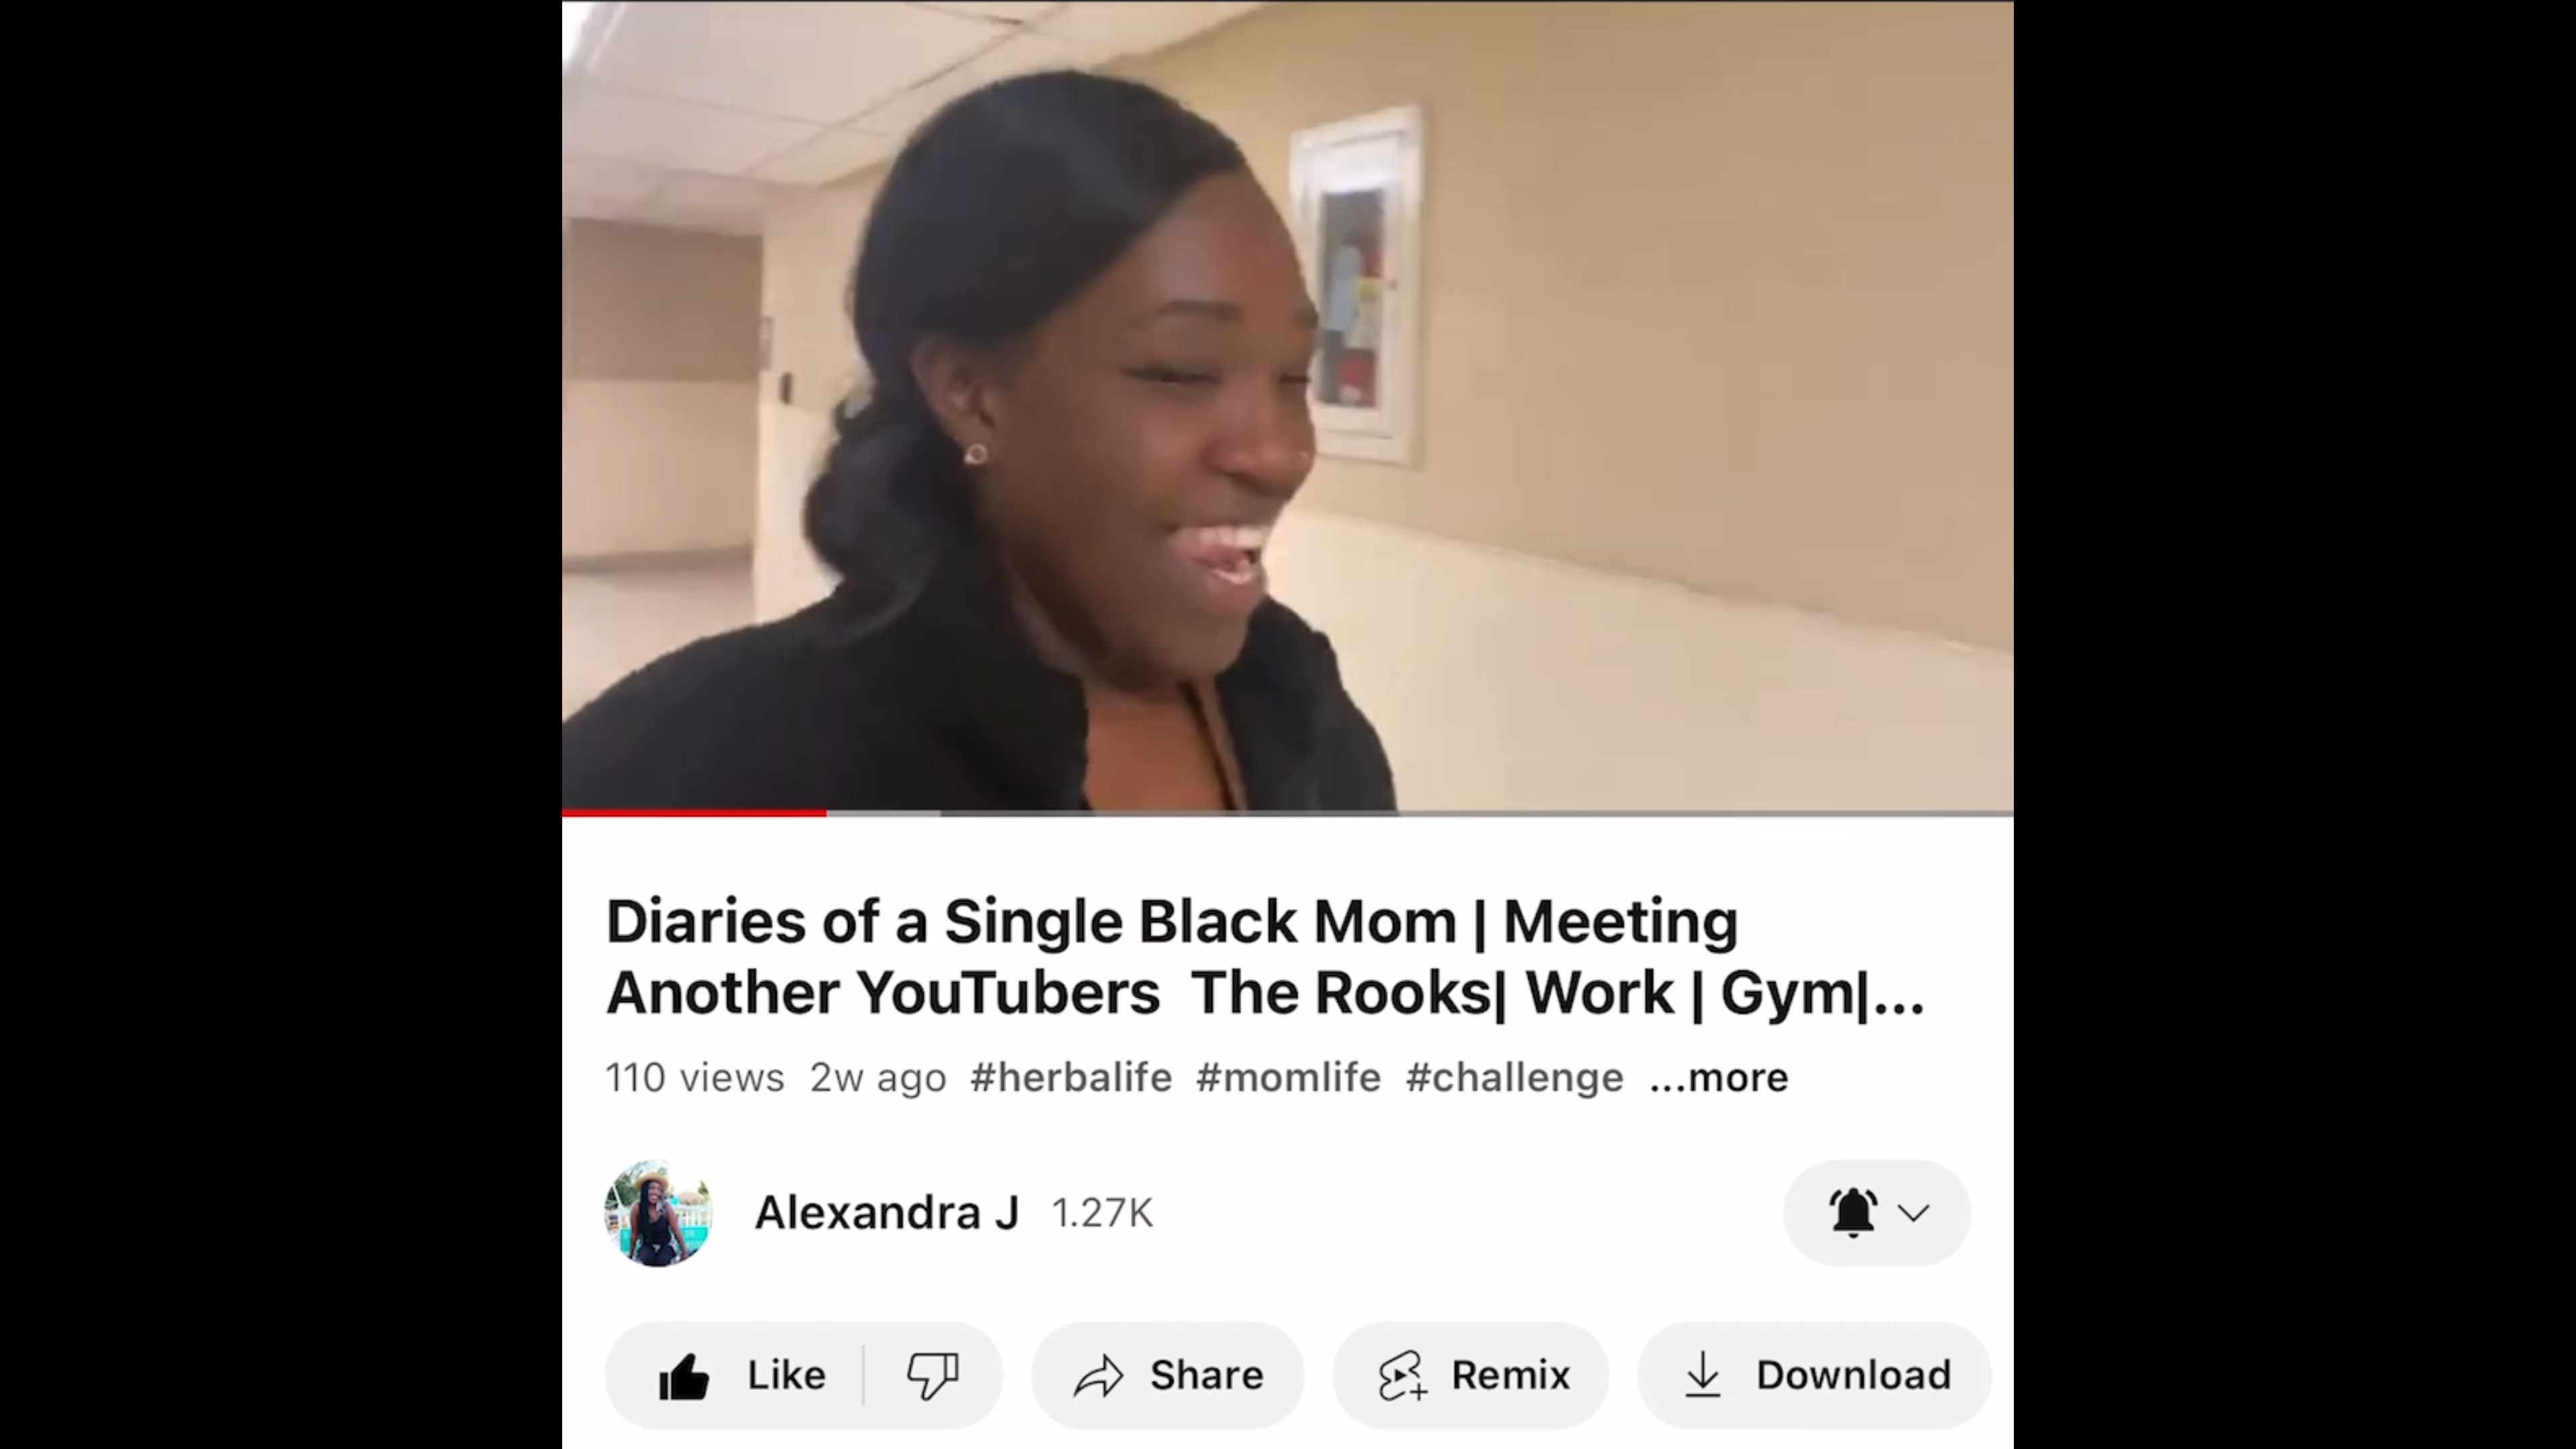 Diaries of a Single Black Mom | Meeting
Another YouTubers  The Rooks| Work | Gym|...
110 views 2w ago #herbalife #momlife #challenge ...more
Alexandra J 1.27K
Like Share Remix Download